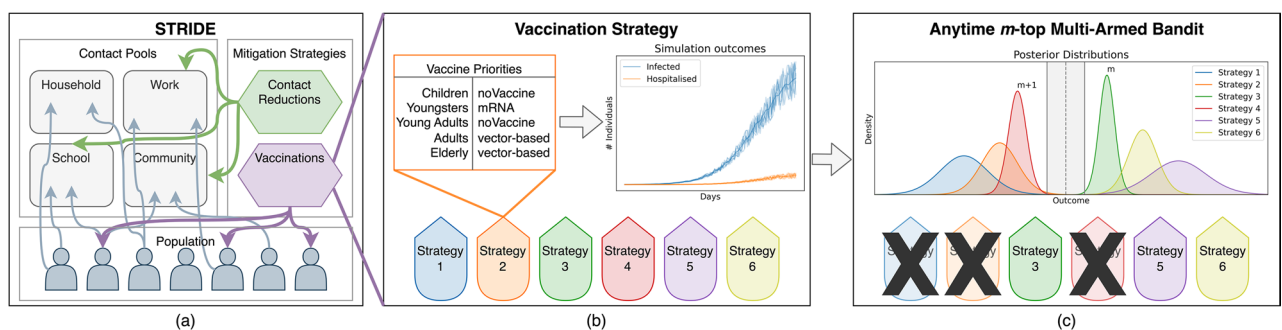 STRIDE
Contact Pools
Mitigation Strategies
Household
Work
School
Community
Contact
Reductions
Vaccinations
Population
(a)
Vaccination Strategy
Vaccine Priorities
Children noVaccine
Youngsters mRNA
Young Adults noVaccine
Adults vector-based
Elderly vector-based
Simulation outcomes
Infected
Hospitalised
# Individuals
Days
Strategy
1
Strategy
2
Strategy
3
Strategy
4
Strategy
5
Strategy
6
(b)
Anytime m-top Multi-Armed Bandit
Posterior Distributions
m+1
m
Strategy 1
Strategy 2
Strategy 3
Strategy 4
Strategy 5
Strategy 6
Density
Outcome
Strategy
3
Strategy
5
Strategy
6
(c)